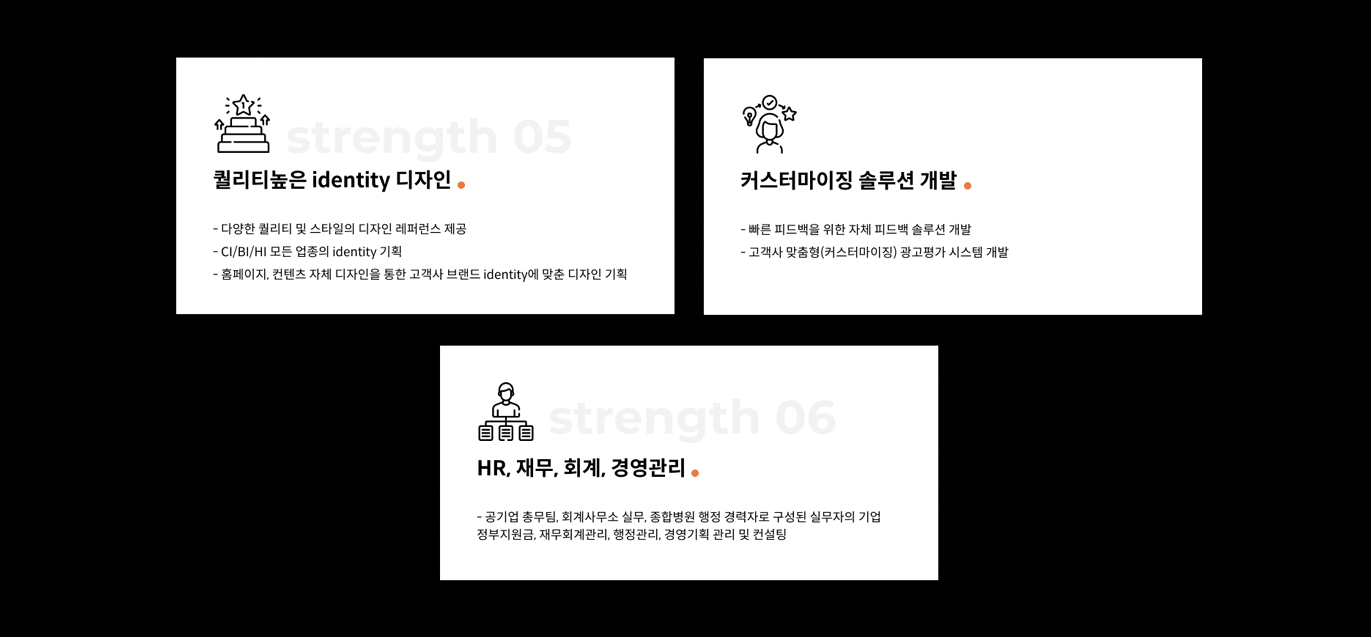 strength 05
퀄리티높은 identity 디자인
- 다양한 퀄리티 및 스타일의 디자인 레퍼런스 제공
- CI/BI/HI 모든 업종의 identity 기획
- 홈페이지, 컨텐츠 자체 디자인을 통한 고객사 브랜드 identity에 맞춘 디자인 기획
커스터마이징 솔루션 개발
- 빠른 피드백을 위한 자체 피드백 솔루션 개발
- 고객사 맞춤형(커스터마이징) 광고평가 시스템 개발
strength 06
HR, 재무, 회계, 경영관리
- 공기업 총무팀, 회계사무소 실무, 종합병원 행정 경력자로 구성된 실무자의 기업
정부지원금, 재무회계관리, 행정관리, 경영기획 관리 및 컨설팅